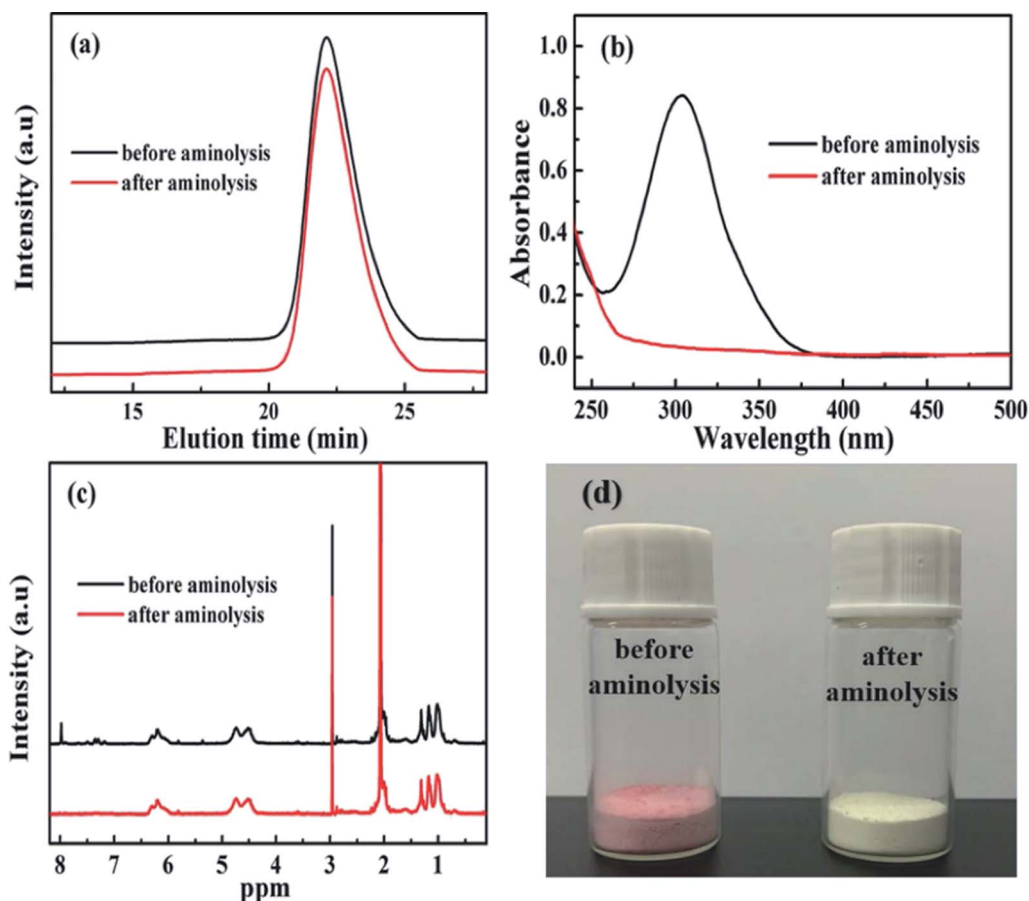 (a)
before aminolysis
after aminolysis
Intensity (a.u)
15 20 25
Elution time (min)
(b)
before aminolysis
after aminolysis
Absorbance
1.0
0.8
0.6
0.4
0.2
0.0
250 300 350 400 450 500
Wavelength (nm)
(c)
before aminolysis
after aminolysis
Intensity (a.u)
8 7 6 5 4 3 2 1
ppm
(d)
before
aminolysis
after
aminolysis